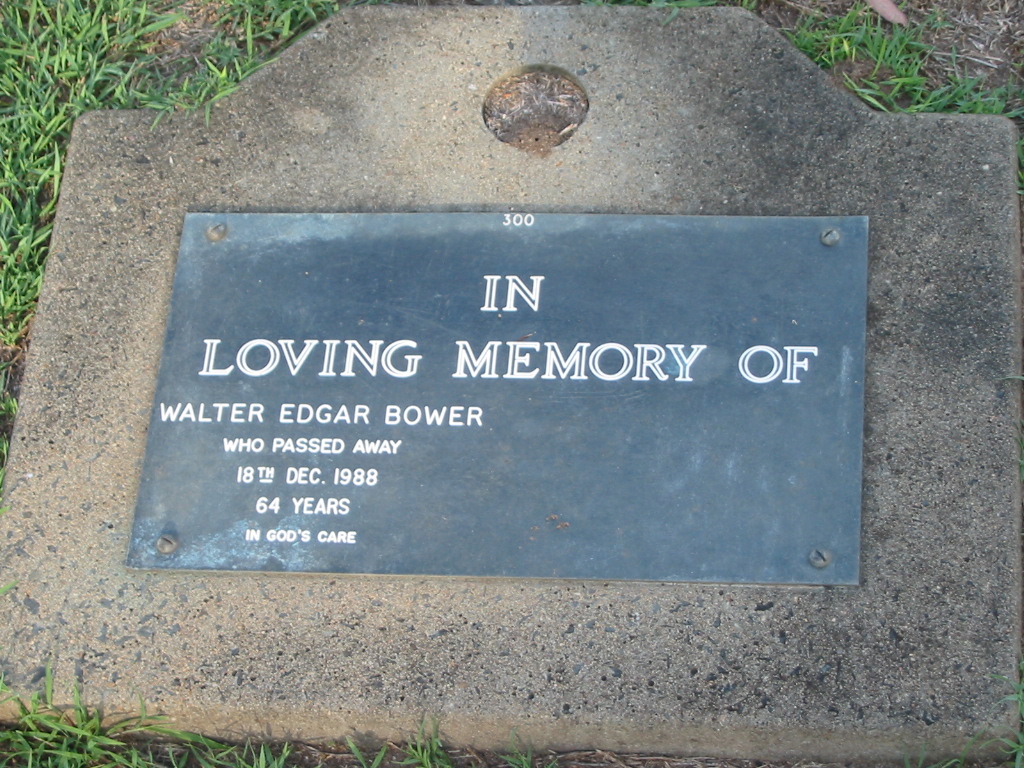 300
IN
LOVING MEMORY OF
WALTER EDGAR BOWER
WHO PASSED AWAY
18TH DEC. 1988
64 YEARS
IN GOD'S CARE